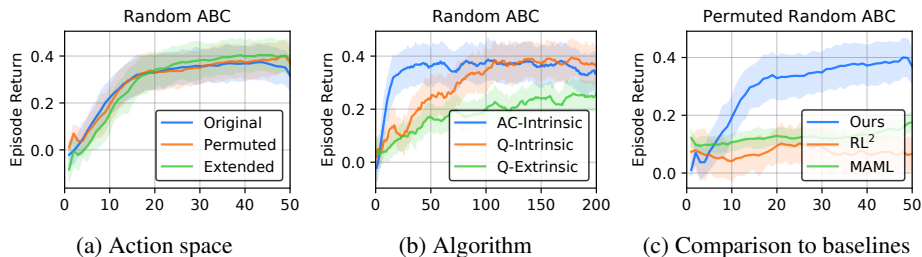 Random ABC
Episode Return
0.4
0.2
0.0
0
10
20
30
40
50
Original
Permuted
Extended
(a) Action space
Random ABC
Episode Return
0.4
0.2
0.0
0
50
100
150
200
AC-Intrinsic
Q-Intrinsic
Q-Extrinsic
(b) Algorithm
Permuted Random ABC
Episode Return
0.4
0.2
0.0
0
10
20
30
40
50
Ours
RL²
MAML
(c) Comparison to baselines